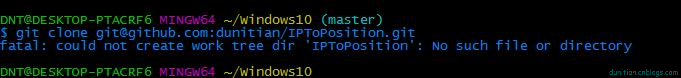 DNT@DESKTOP-PTACRF6 MINGW64 ~/Windows10 (master)
$ git clone git@github.com:dunitian/IPToPosition.git
fatal: could not create work tree dir 'IPToPosition': No such file or directory
DNT@DESKTOP-PTACRF6 MINGW64 ~/Windows10
dunitian.cnblogs.com